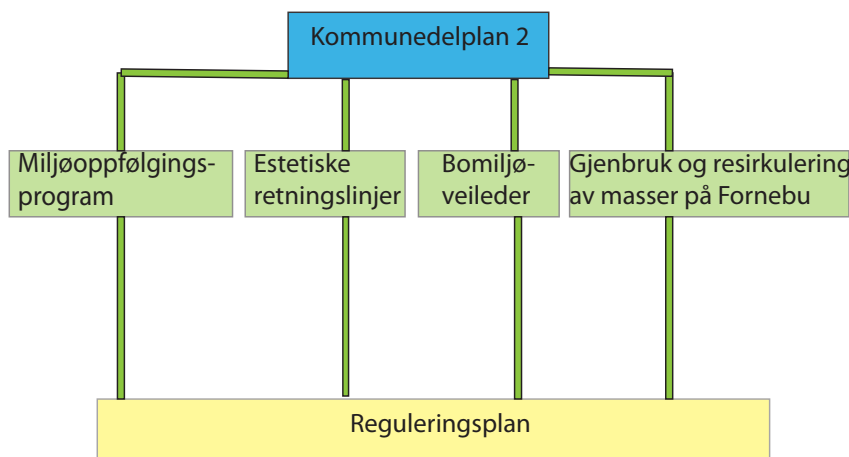 Kommunedelplan 2
Miljøoppfølgings-
program
Estetiske
retningslinjer
Bomiljø-
veileder
Gjenbruk og resirkulering
av masser på Fornebu
Reguleringsplan